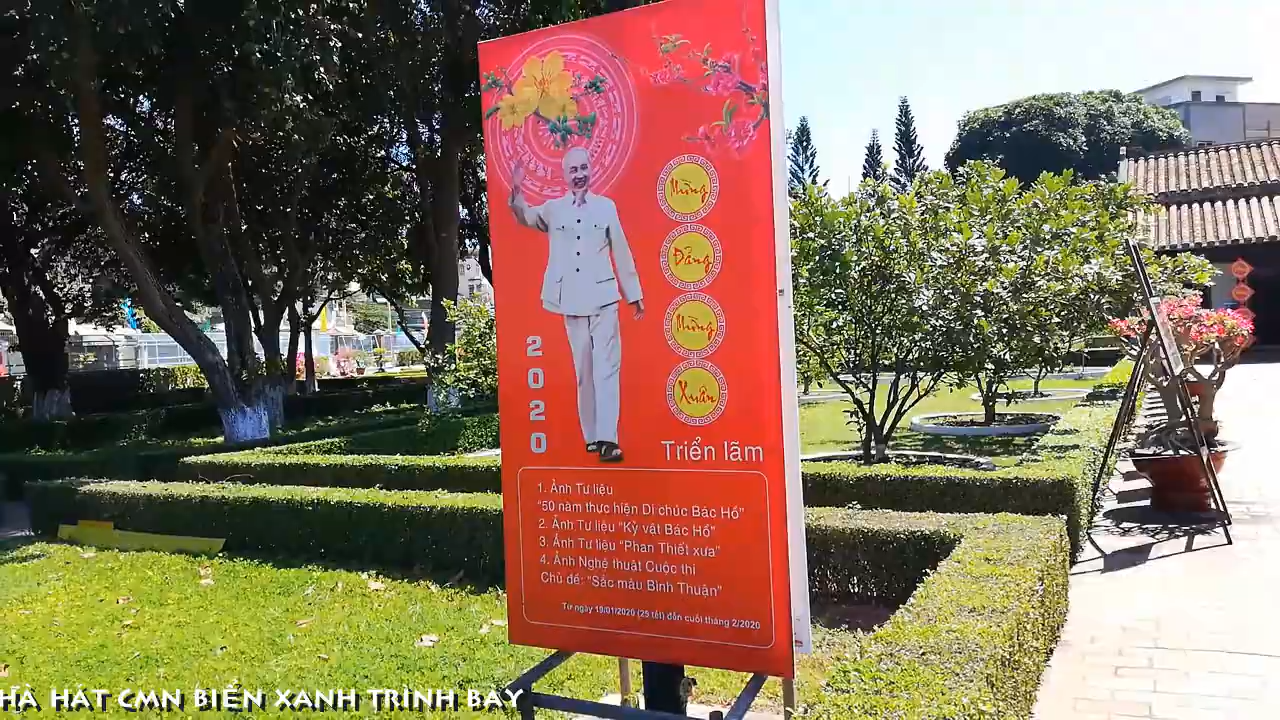 Mừng
Đảng
Mừng
Xuân
2020
Triển lãm
1. Ảnh Tư liệu
"50 năm thực hiện Di chúc Bác Hồ"
2. Ảnh Tư liệu "Kỷ vật Bác Hồ"
3. Ảnh Tư liệu "Phan Thiết xưa"
4. Ảnh Nghệ thuật Cuộc thi
Chủ đề: "Sắc màu Bình Thuận"
Từ ngày 19/01/2020 (25 tết) đến cuối tháng 2/2020
HÀ HÁT CMN BIỂN XANH TRÌNH BÀY